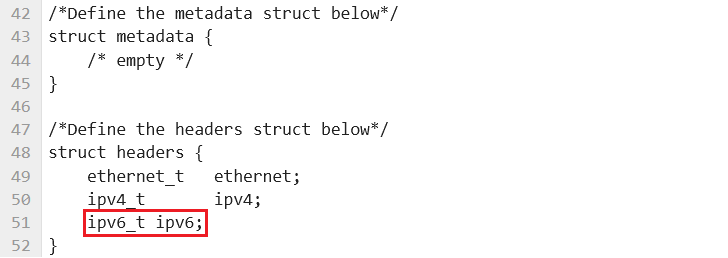 42 /*Define the metadata struct below*/
43 struct metadata {
44     /* empty */
45 }
46
47 /*Define the headers struct below*/
48 struct headers {
49     ethernet_t   ethernet;
50     ipv4_t       ipv4;
51     ipv6_t ipv6;
52 }